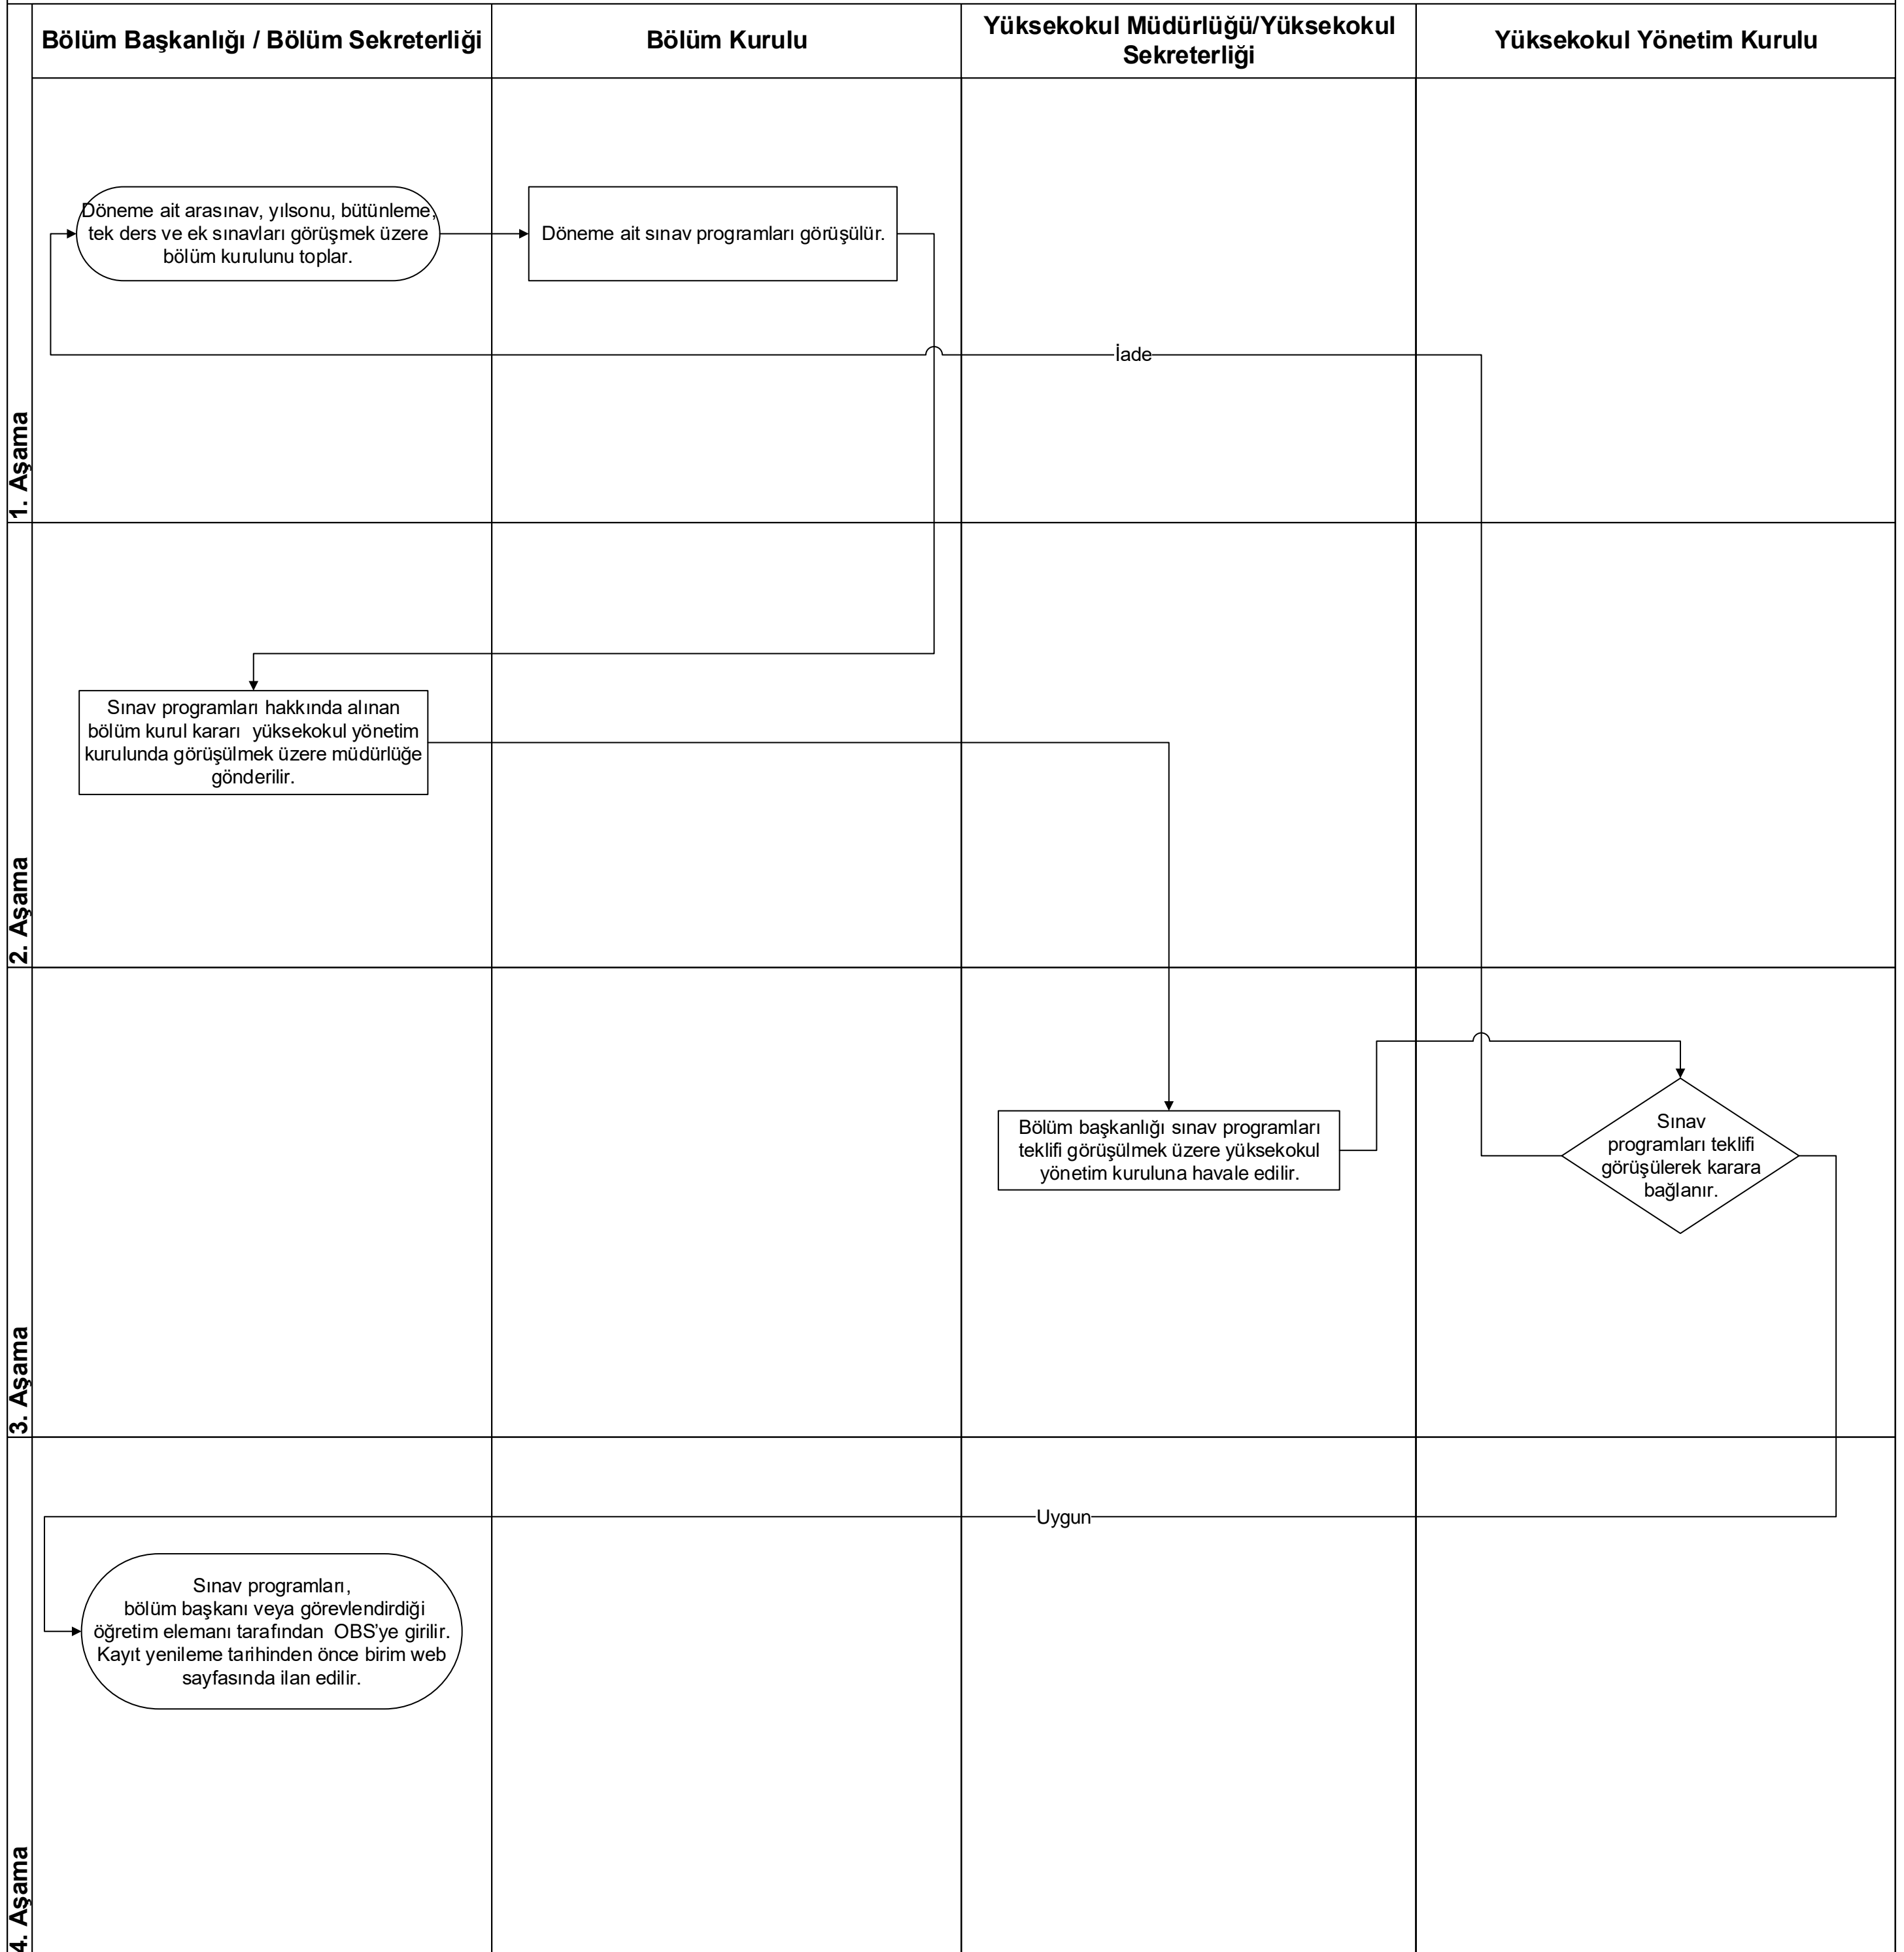 Bölüm Başkanlığı / Bölüm Sekreterliği
Bölüm Kurulu
Yüksekokul Müdürlüğü/Yüksekokul
Sekreterliği
Yüksekokul Yönetim Kurulu
1. Aşama
Döneme ait arasınav, yılsonu, bütünleme,
tek ders ve ek sınavları görüşmek üzere
bölüm kurulunu toplar.
Döneme ait sınav programları görüşülür.
İade
2. Aşama
Sınav programları hakkında alınan
bölüm kurul kararı  yüksekokul yönetim
kurulunda görüşülmek üzere müdürlüğe
gönderilir.
3. Aşama
Bölüm başkanlığı sınav programları
teklifi görüşülmek üzere yüksekokul
yönetim kuruluna havale edilir.
Sınav
programları teklifi
görüşülerek karara
bağlanır.
4. Aşama
Uygun
Sınav programları,
bölüm başkanı veya görevlendirdiği
öğretim elemanı tarafından  OBS’ye girilir.
Kayıt yenileme tarihinden önce birim web
sayfasında ilan edilir.